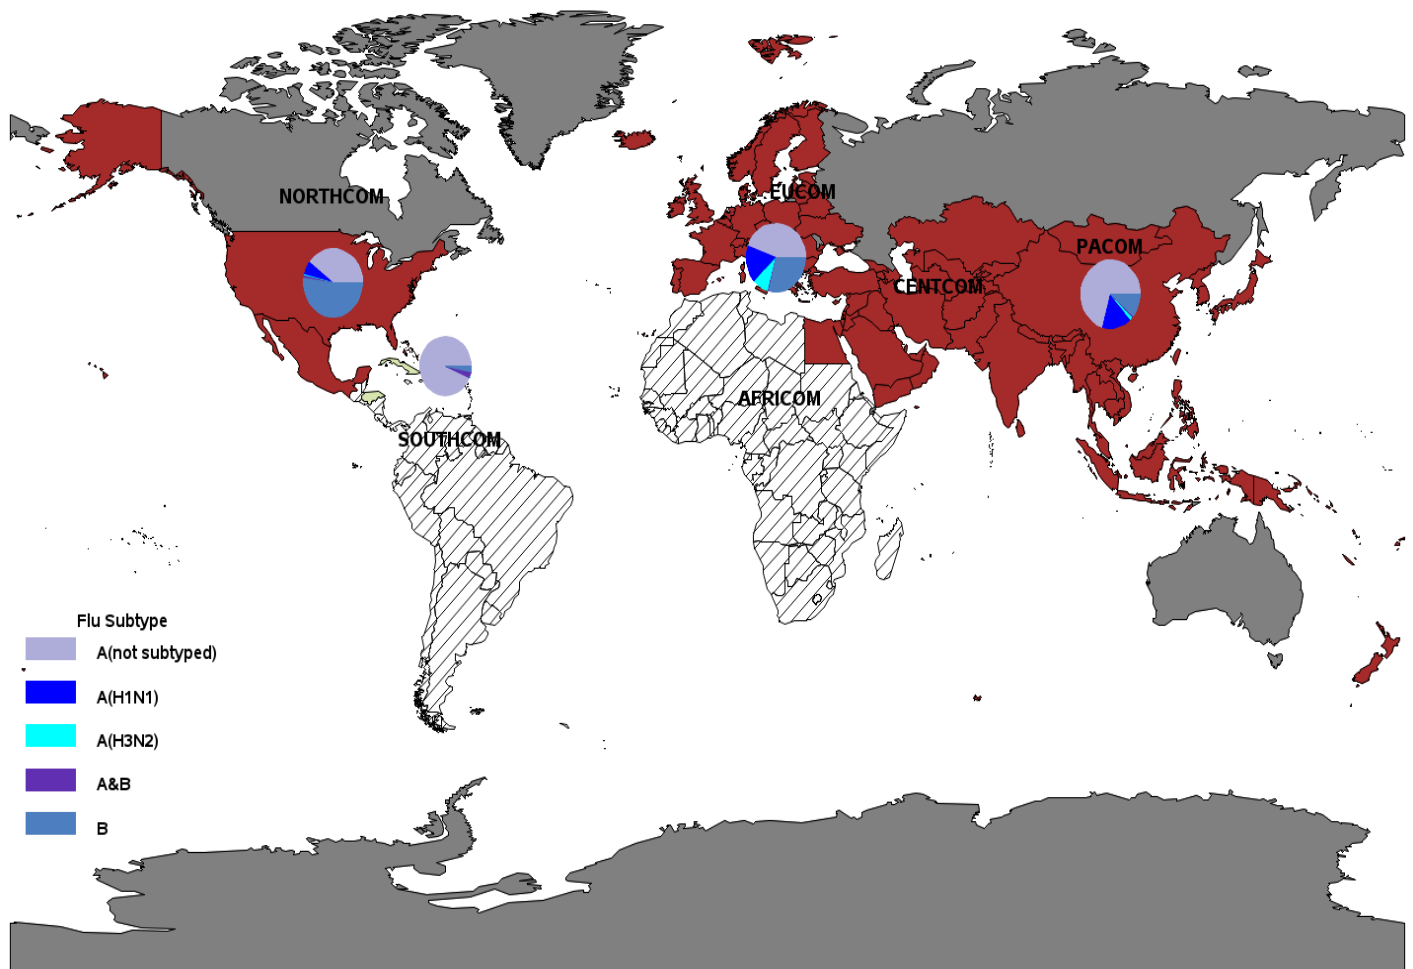 NORTHCOM
EUCOM
PACOM
CENTCOM
AFRICOM
SOUTHCOM
Flu Subtype
A(not subtyped)
A(H1N1)
A(H3N2)
A&B
B